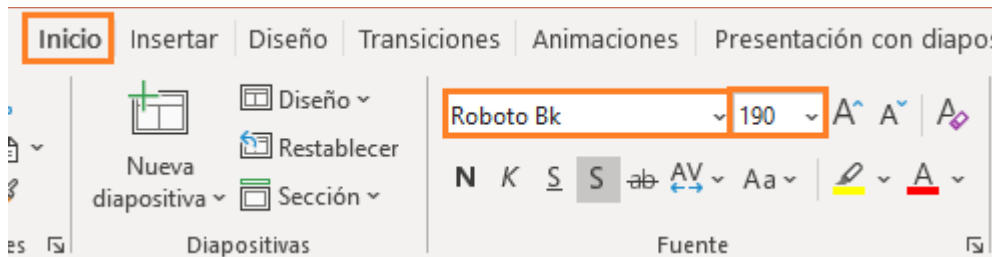 Inicio Insertar Diseño Transiciones Animaciones Presentación con diapos
Diseño
Roboto Bk 190 A A A
Restablecer
Nueva
diapositiva
N K S S ab AV Aa A
Sección
es Diapositivas Fuente